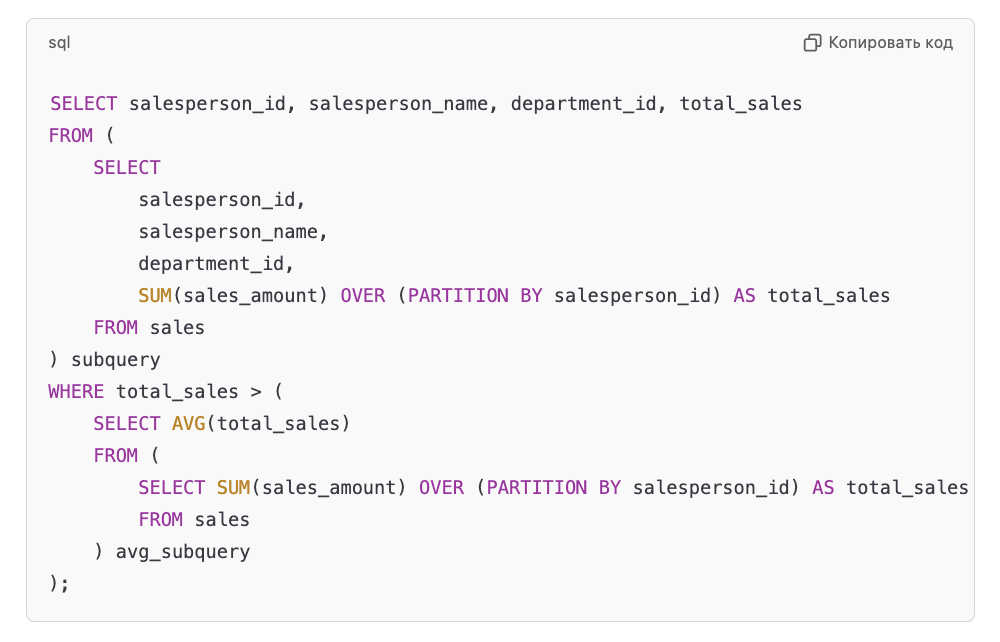 sql
Копировать код
SELECT salesperson_id, salesperson_name, department_id, total_sales
FROM (
    SELECT
        salesperson_id,
        salesperson_name,
        department_id,
        SUM(sales_amount) OVER (PARTITION BY salesperson_id) AS total_sales
    FROM sales
) subquery
WHERE total_sales > (
    SELECT AVG(total_sales)
    FROM (
        SELECT SUM(sales_amount) OVER (PARTITION BY salesperson_id) AS total_sales
        FROM sales
    ) avg_subquery
);